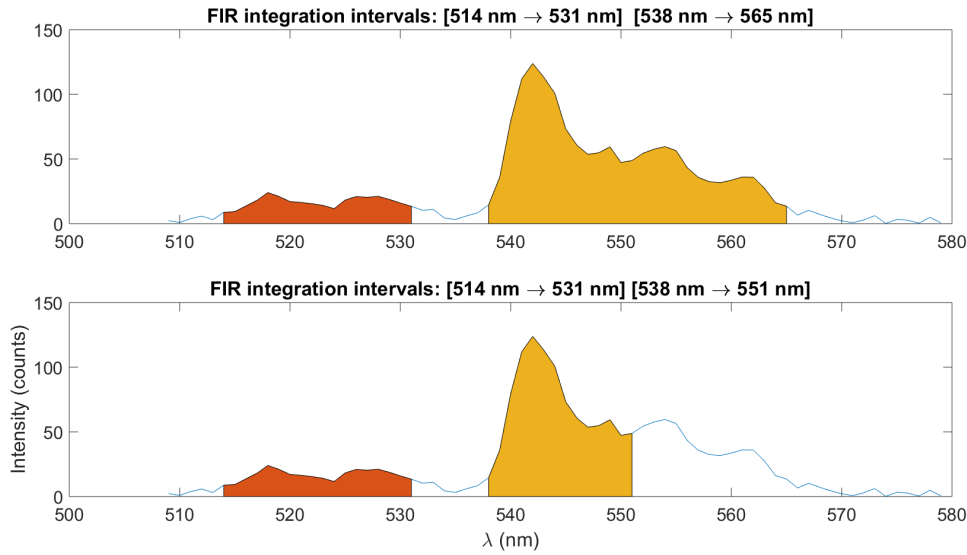 FIR integration intervals: [514 nm → 531 nm]  [538 nm → 565 nm]
150
100
50
0
500 510 520 530 540 550 560 570 580
FIR integration intervals: [514 nm → 531 nm] [538 nm → 551 nm]
150
100
50
0
Intensity (counts)
500 510 520 530 540 550 560 570 580
λ (nm)